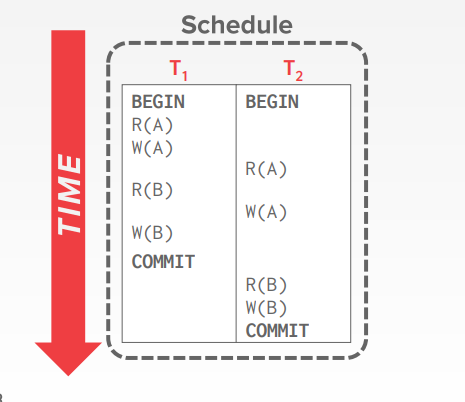 Schedule
TIME
T1 T2
BEGIN BEGIN
R(A)
W(A)
R(A)
R(B)
W(A)
W(B)
COMMIT
R(B)
W(B)
COMMIT